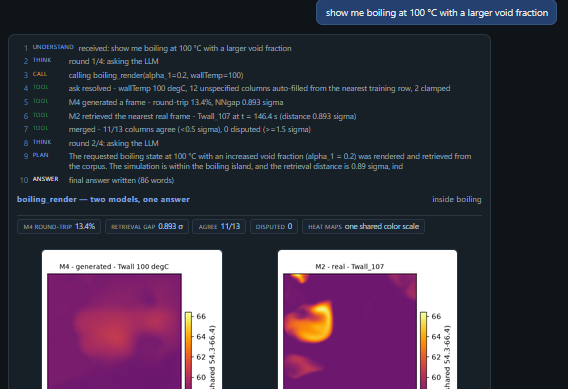 show me boiling at 100 °C with a larger void fraction
1 UNDERSTAND received: show me boiling at 100 °C with a larger void fraction
2 THINK round 1/4: asking the LLM
3 CALL calling boiling_render(alpha_1=0.2, wallTemp=100)
4 TOOL ask resolved - wallTemp 100 degC, 12 unspecified columns auto-filled from the nearest training row, 2 clamped
5 TOOL M4 generated a frame - round-trip 13.4%, NNgap 0.893 sigma
6 TOOL M2 retrieved the nearest real frame - Twall_107 at t = 146.4 s (distance 0.893 sigma)
7 TOOL merged - 11/13 columns agree (<0.5 sigma), 0 disputed (>=1.5 sigma)
8 THINK round 2/4: asking the LLM
9 PLAN The requested boiling state at 100 °C with an increased void fraction (alpha_1 = 0.2) was rendered and retrieved from
the corpus. The simulation is within the boiling island, and the retrieval distance is 0.89 sigma, ind
10 ANSWER final answer written (86 words)
boiling_render — two models, one answer inside boiling
M4 ROUND-TRIP 13.4% RETRIEVAL GAP 0.893 σ AGREE 11/13 DISPUTED 0 HEAT MAPS one shared color scale
M4 - generated - Twall 100 degC
M2 - real - Twall_107
66
64
62
60
hared 54.3-66.4)
66
64
62
60
hared 54.3-66.4)